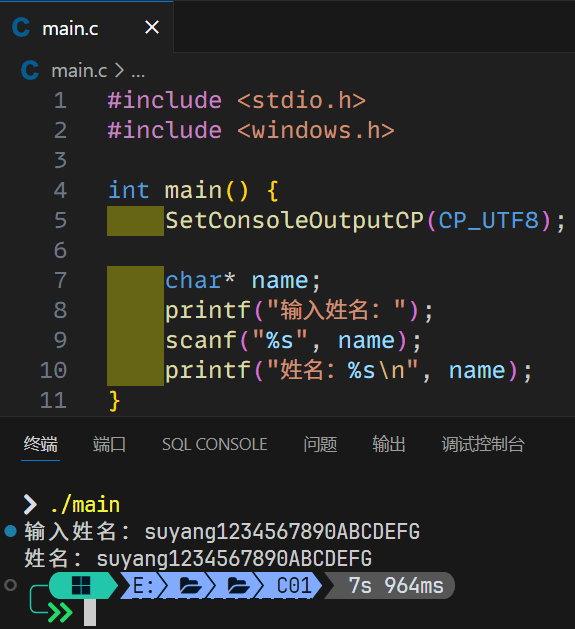 C main.c ×
C main.c > ...
1 #include <stdio.h>
2 #include <windows.h>
3
4 int main() {
5     SetConsoleOutputCP(CP_UTF8);
6
7     char* name;
8     printf("输入姓名：");
9     scanf("%s", name);
10     printf("姓名：%s\n", name);
11 }
终端 端口 SQL CONSOLE 问题 输出 调试控制台
❯ ./main
输入姓名：suyang1234567890ABCDEFG
姓名：suyang1234567890ABCDEFG
E: C01 7s 964ms